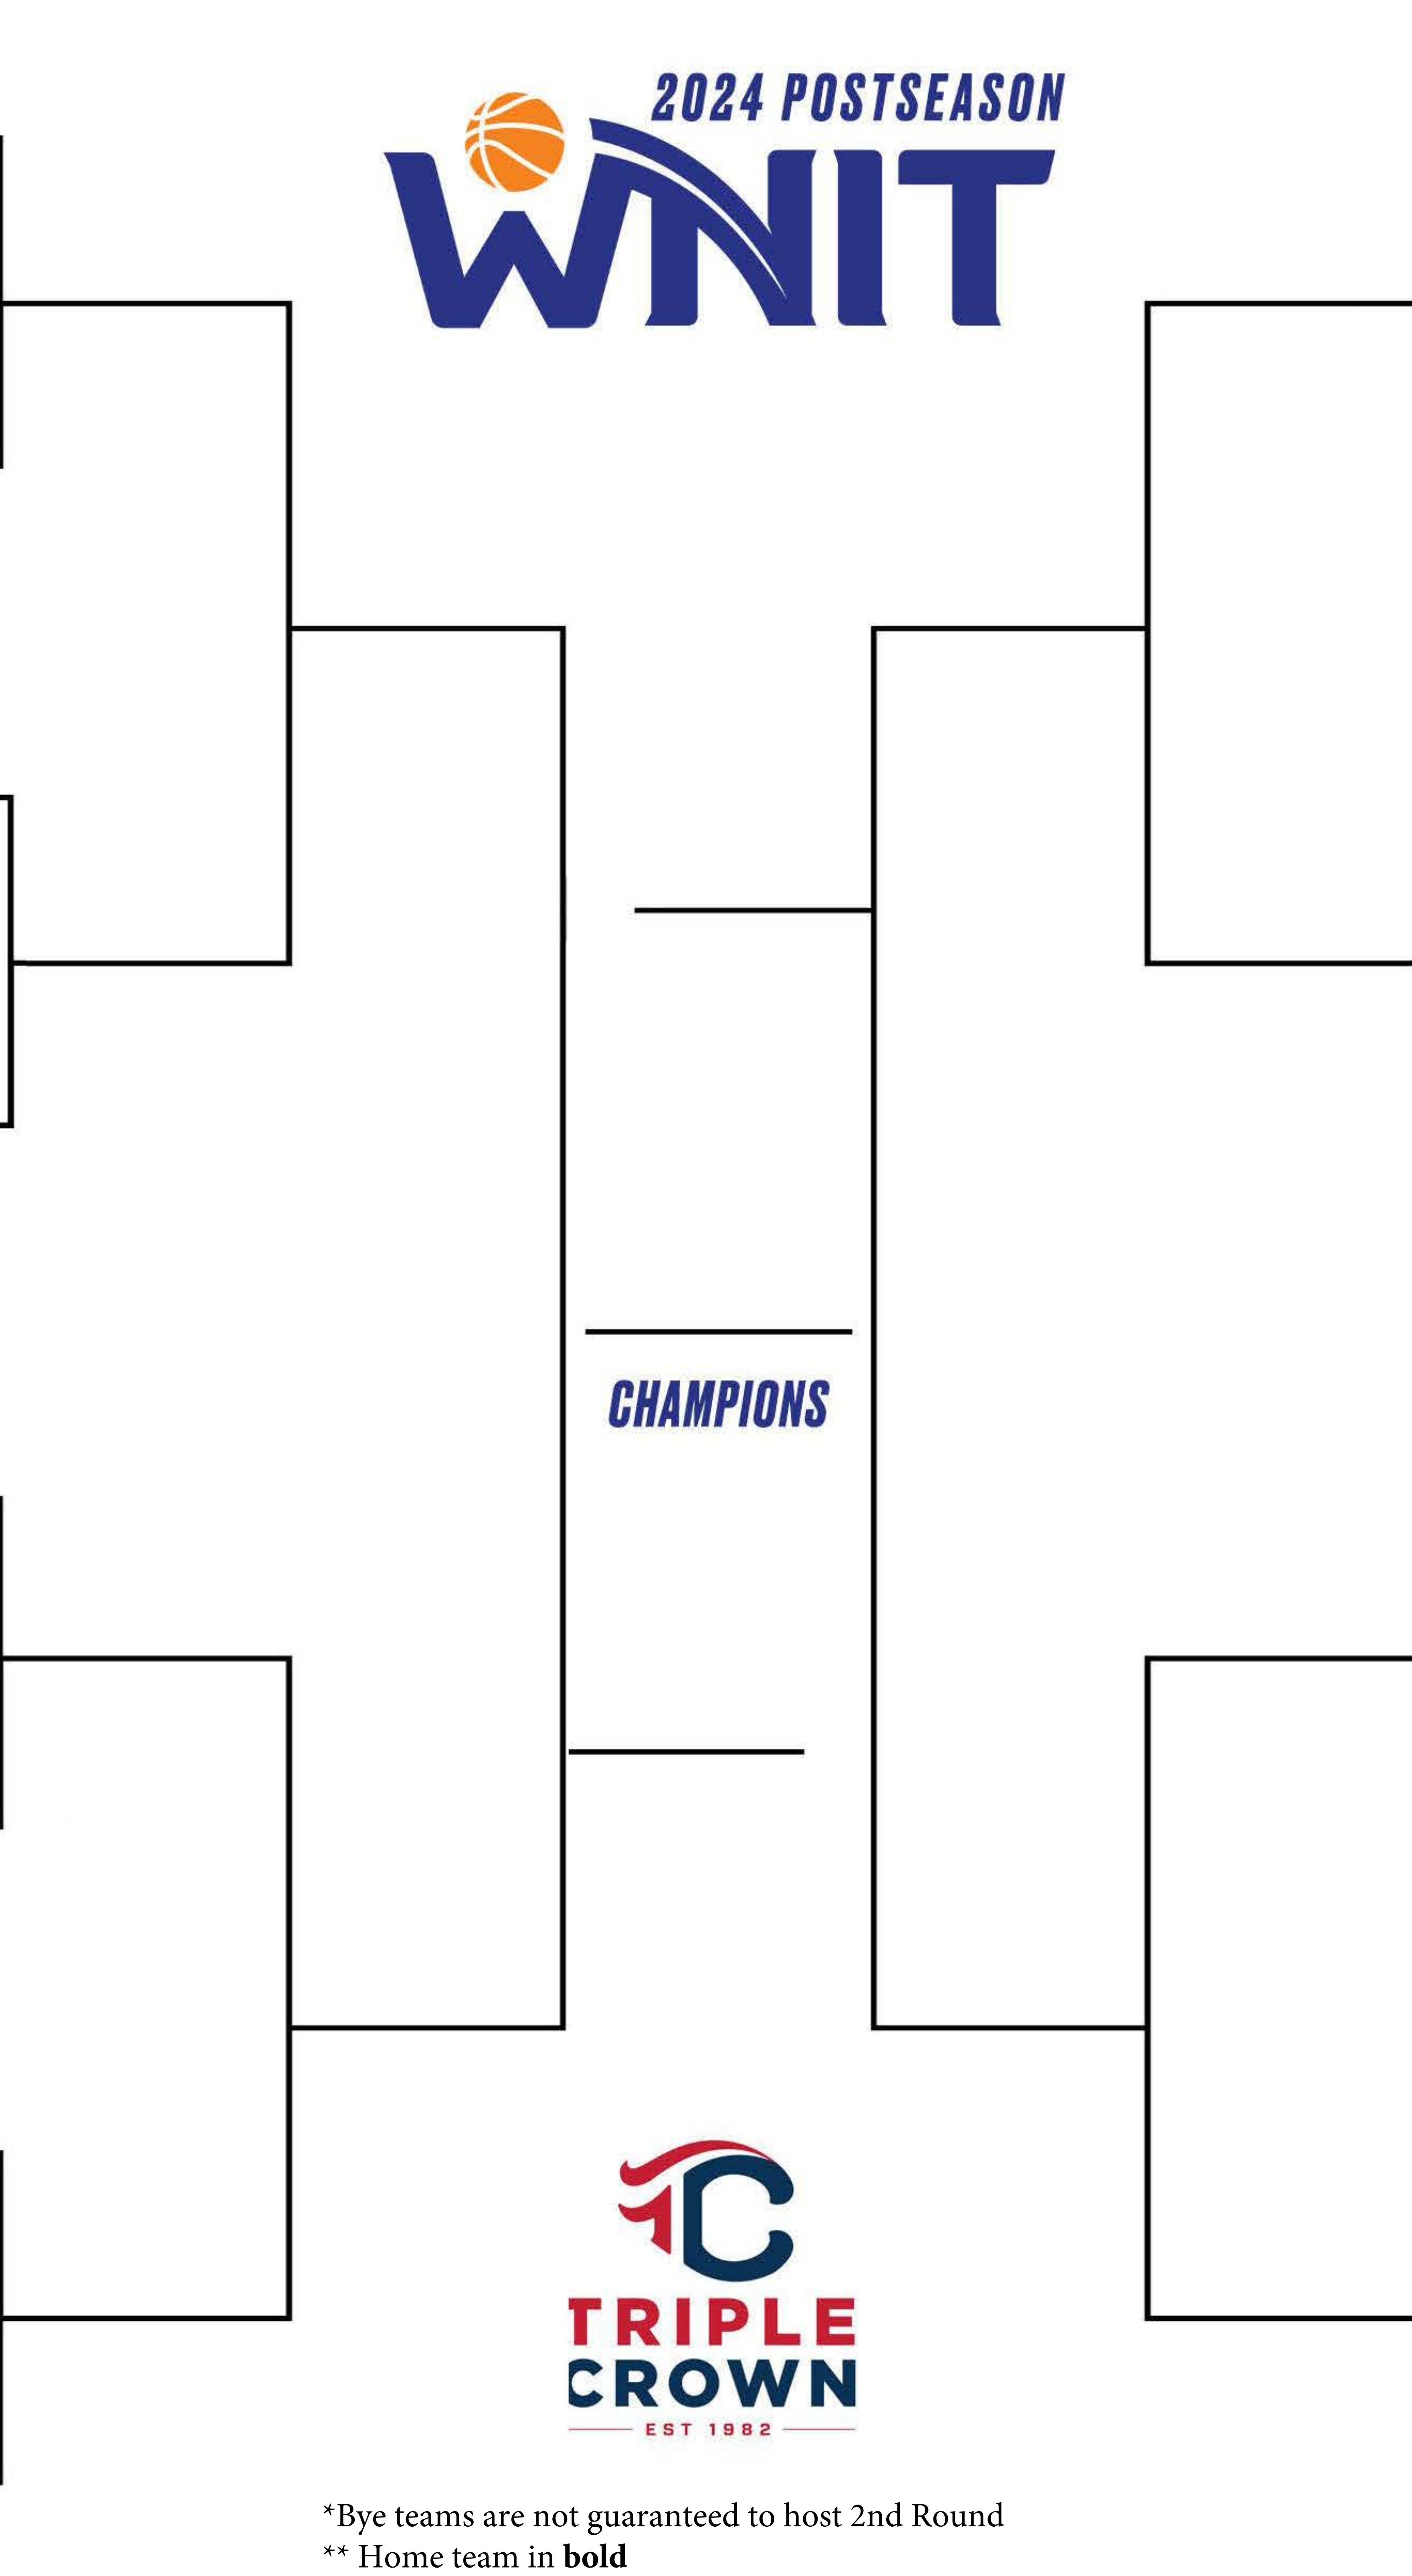 2024 POSTSEASON
WNIT
CHAMPIONS
TC
TRIPLE
CROWN
EST 1982
*Bye teams are not guaranteed to host 2nd Round
** Home team in bold